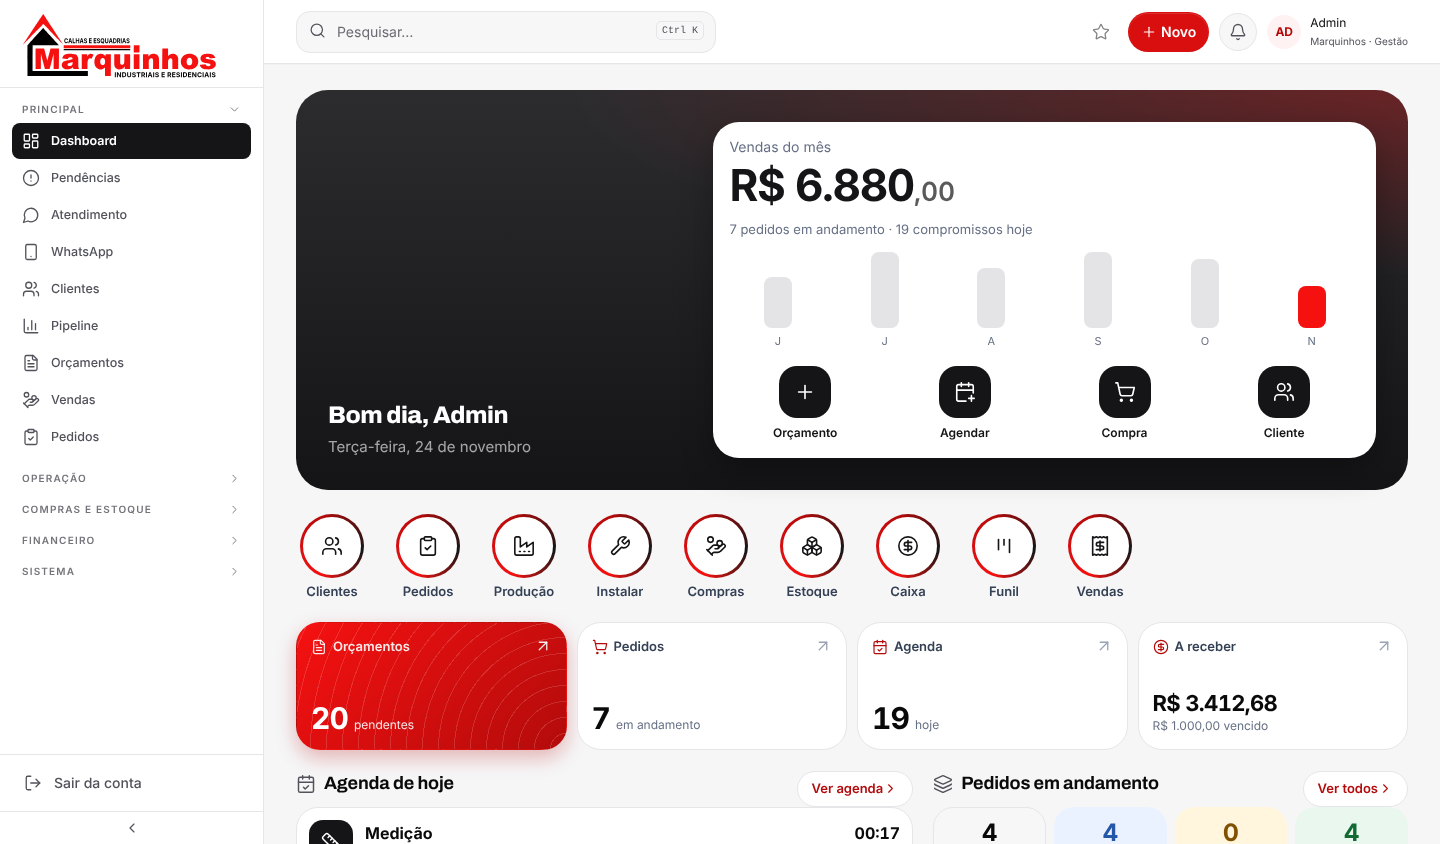 CALHAS E ESQUADRIAS
Marquinhos
INDUSTRIAIS E RESIDENCIAIS
Pesquisar...
Ctrl K
Novo
AD
Admin
Marquinhos · Gestão
PRINCIPAL
Dashboard
Pendências
Atendimento
WhatsApp
Clientes
Pipeline
Orçamentos
Vendas
Pedidos
OPERAÇÃO
COMPRAS E ESTOQUE
FINANCEIRO
SISTEMA
Sair da conta
Bom dia, Admin
Terça-feira, 24 de novembro
Vendas do mês
R$ 6.880,00
7 pedidos em andamento · 19 compromissos hoje
J J A S O N
Orçamento Agendar Compra Cliente
Clientes Pedidos Produção Instalar Compras Estoque Caixa Funil Vendas
Orçamentos
20 pendentes
Pedidos
7 em andamento
Agenda
19 hoje
A receber
R$ 3.412,68
R$ 1.000,00 vencido
Agenda de hoje
Ver agenda
Medição
00:17
Pedidos em andamento
Ver todos
4 4 0 4